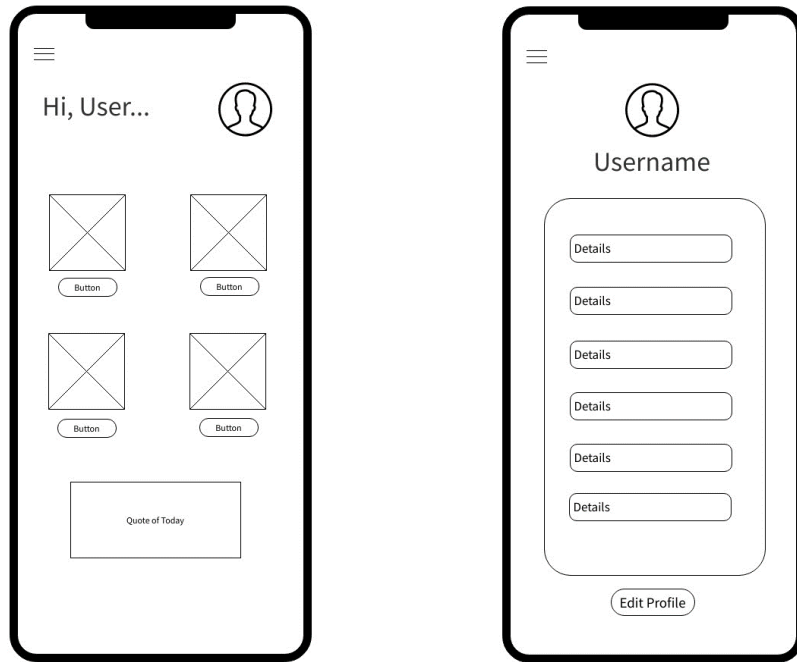 Hi, User...
Button
Button
Button
Button
Quote of Today
Username
Details
Details
Details
Details
Details
Details
Edit Profile